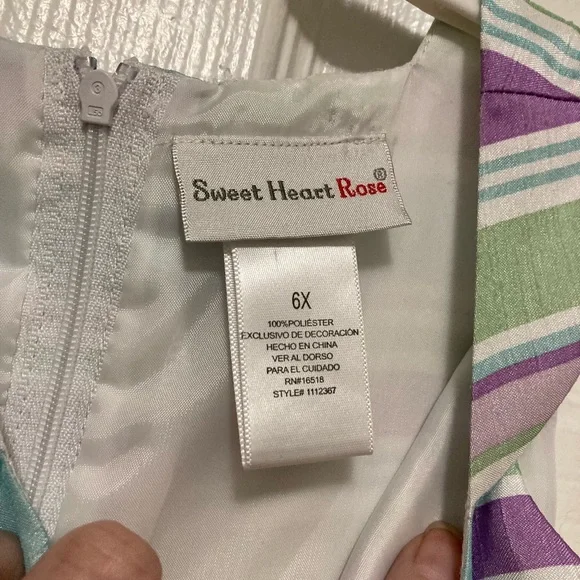 Sweet Heart Rose®
6X
100%POLIÉSTER
EXCLUSIVO DE DECORACIÓN
HECHO EN CHINA
VER AL DORSO
PARA EL CUIDADO
RN#16518
STYLE# 1112367